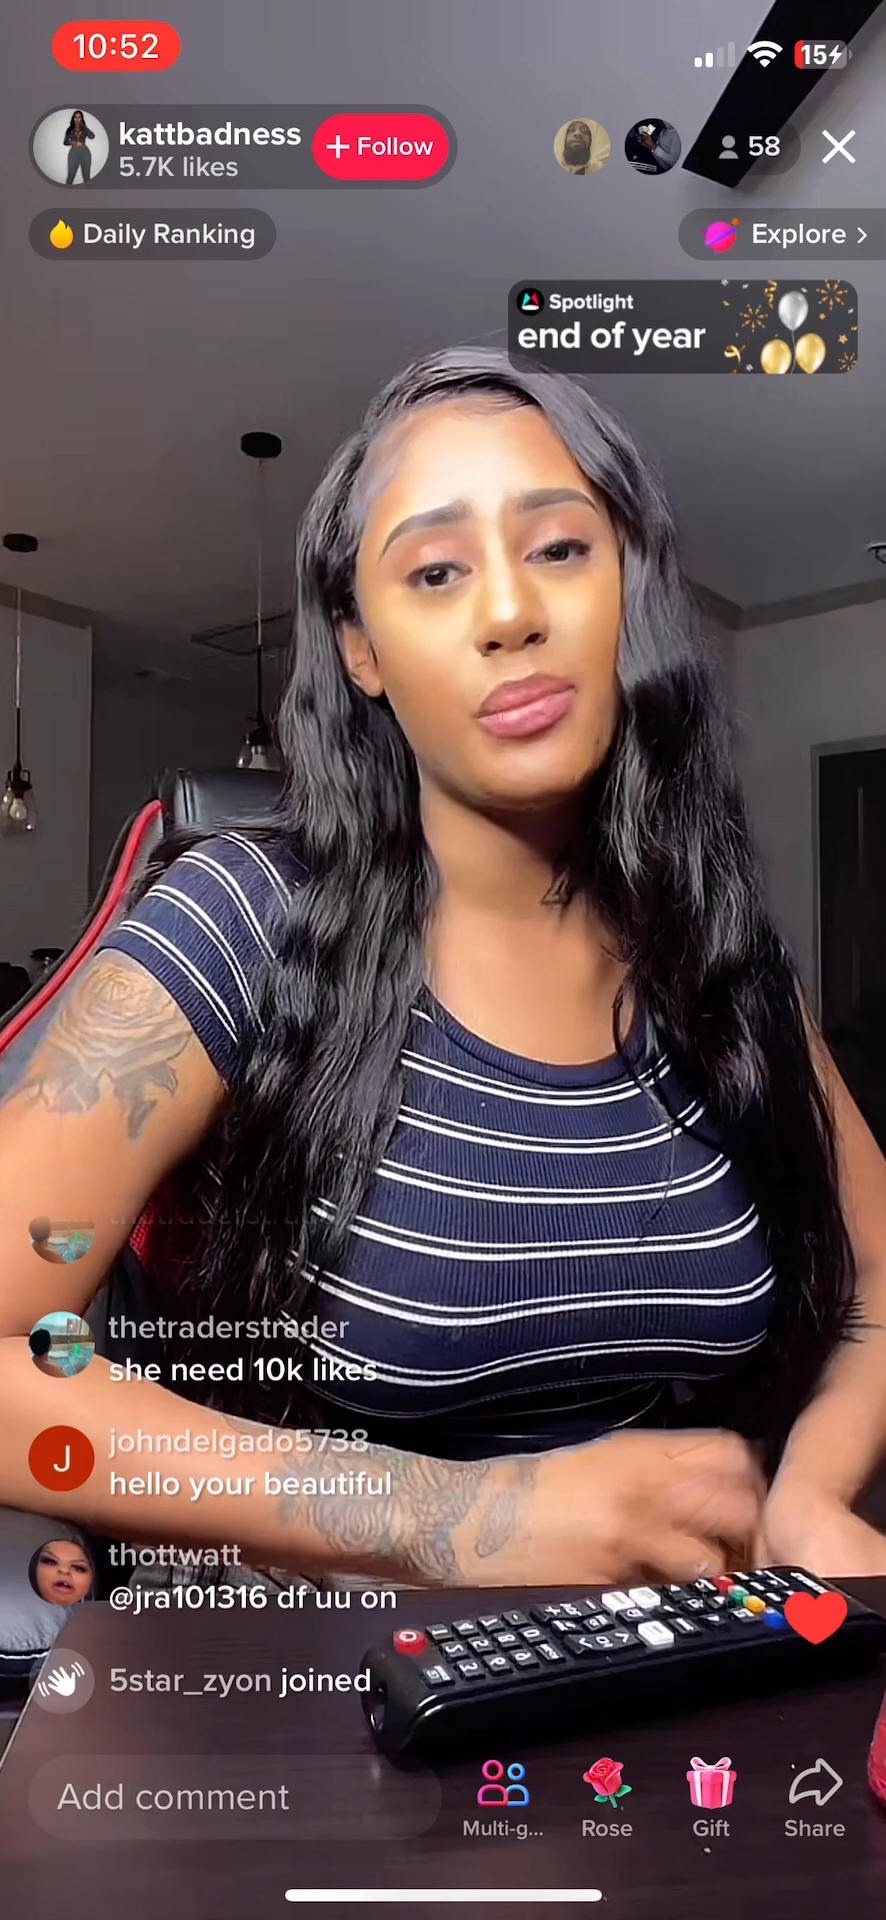 10:52
15
kattbadness
5.7K likes
+ Follow
58
Daily Ranking
Explore >
Spotlight
end of year
thetraderstrader
she need 10k likes
johndelgado5738
J
hello your beautiful
thottwatt
@jra101316 df uu on
5star_zyon joined
Add comment
Multi-g...
Rose
Gift
Share